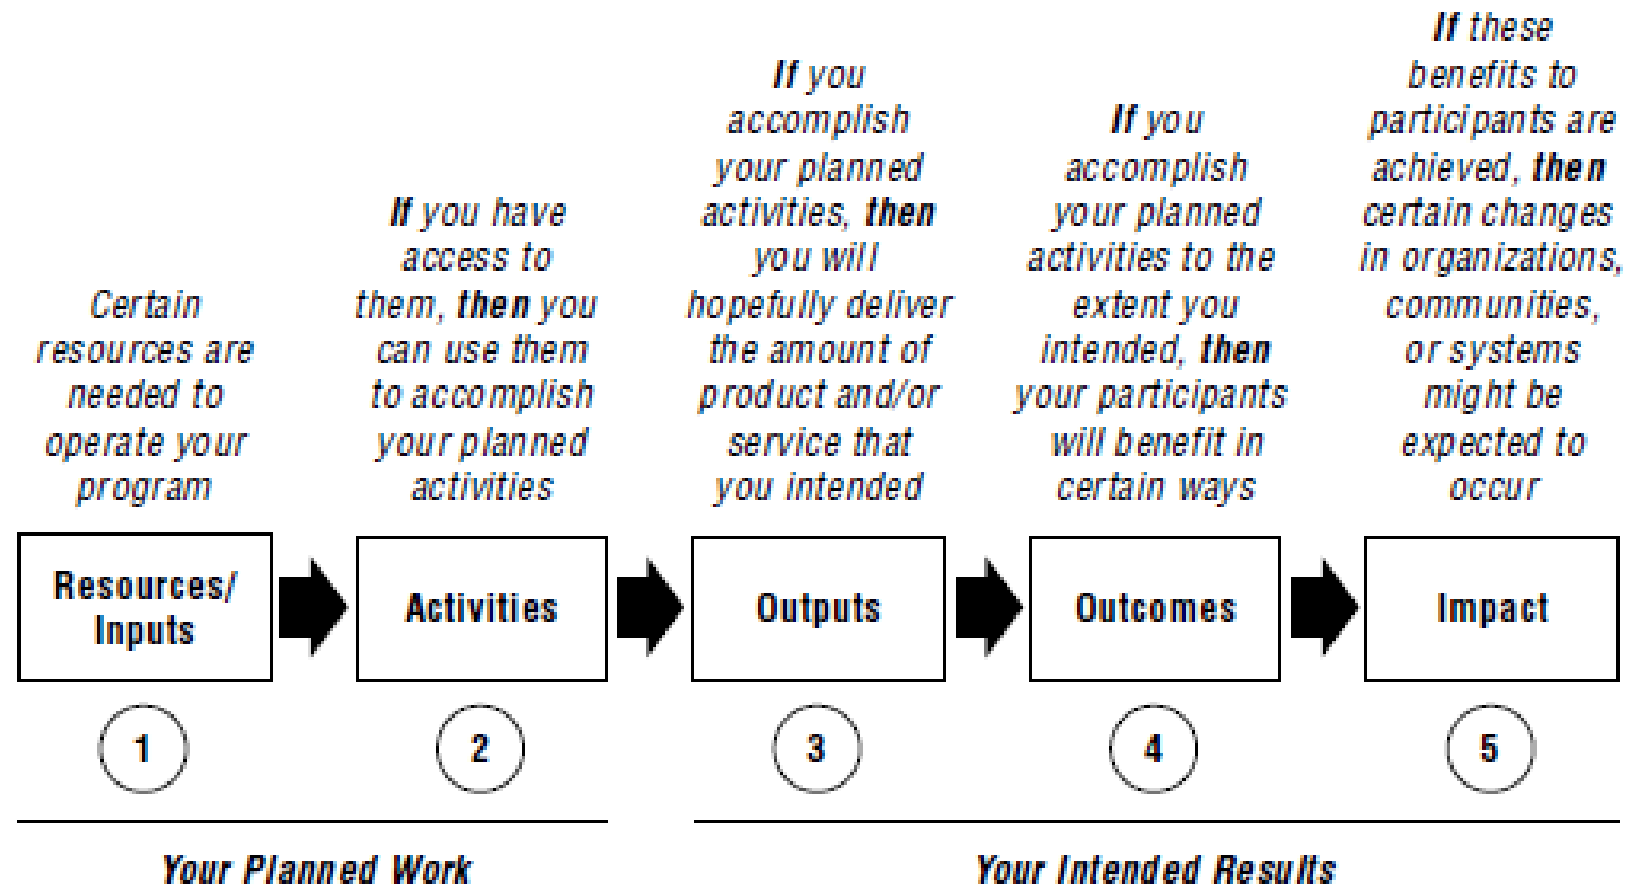 Certain
resources are
needed to
operate your
program
If you have
access to
them, then you
can use them
to accomplish
your planned
activities
If you
accomplish
your planned
activities, then
you will
hopefully deliver
the amount of
product and/or
service that
you intended
If you
accomplish
your planned
activities to the
extent you
intended, then
your participants
will benefit in
certain ways
If these
benefits to
participants are
achieved, then
certain changes
in organizations,
communities,
or systems
might be
expected to
occur
Resources/
Inputs
Activities
Outputs
Outcomes
Impact
1
2
3
4
5
Your Planned Work
Your Intended Results